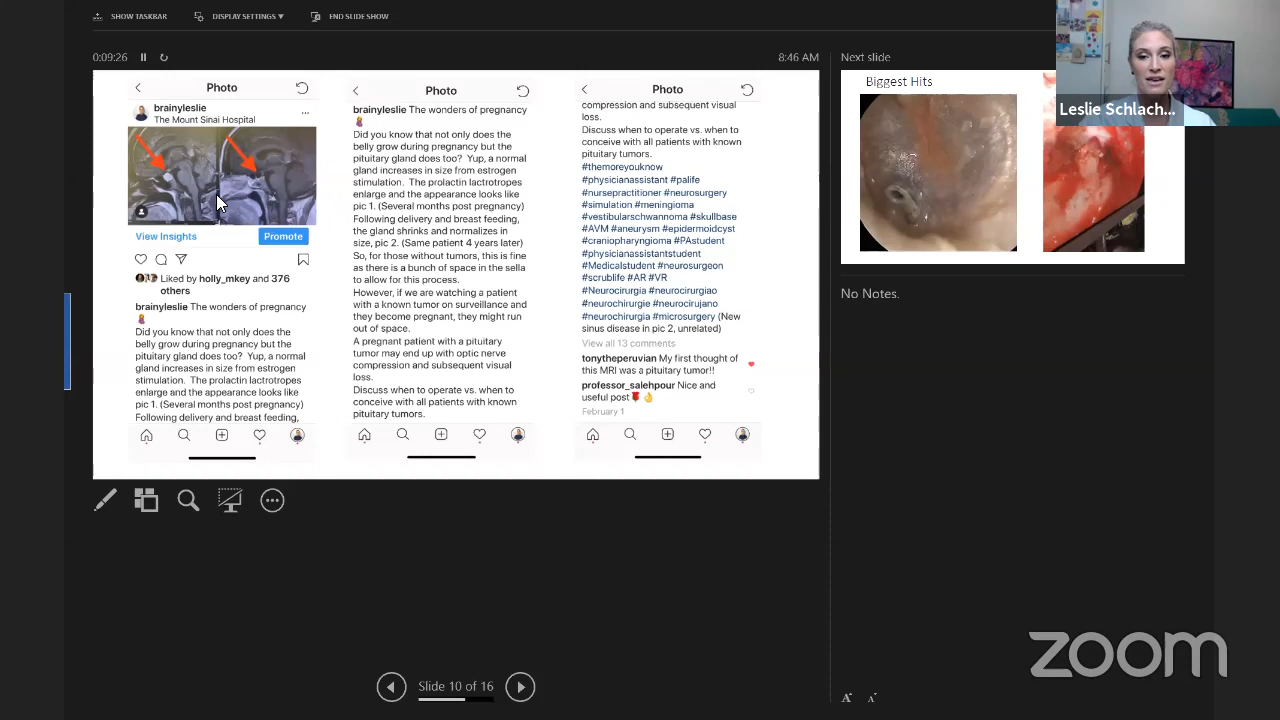 SHOW TASKBAR
DISPLAY SETTINGS ▼
END SLIDE SHOW
0:09:26
8:46 AM
Photo
brainyleslie
The Mount Sinai Hospital
View Insights
Promote
Liked by holly_mkey and 376
others
brainyleslie The wonders of pregnancy
🤰
Did you know that not only does the
belly grow during pregnancy but the
pituitary gland does too? Yup, a normal
gland increases in size from estrogen
stimulation. The prolactin lactrotropes
enlarge and the appearance looks like
pic 1. (Several months post pregnancy)
Following delivery and breast feeding,
Photo
brainyleslie The wonders of pregnancy
🤰
Did you know that not only does the
belly grow during pregnancy but the
pituitary gland does too? Yup, a normal
gland increases in size from estrogen
stimulation. The prolactin lactrotropes
enlarge and the appearance looks like
pic 1. (Several months post pregnancy)
Following delivery and breast feeding,
the gland shrinks and normalizes in
size, pic 2. (Same patient 4 years later)
So, for those without tumors, this is fine
as there is a bunch of space in the sella
to allow for this process.
However, if we are watching a patient
with a known tumor on surveillance and
they become pregnant, they might run
out of space.
A pregnant patient with a pituitary
tumor may end up with optic nerve
compression and subsequent visual
loss.
Discuss when to operate vs. when to
conceive with all patients with known
pituitary tumors.
Photo
compression and subsequent visual
loss.
Discuss when to operate vs. when to
conceive with all patients with known
pituitary tumors.
#themoreyouknow
#physicianassistant #palife
#nursepractitioner #neurosurgery
#simulation #meningioma
#vestibularschwannoma #skullbase
#AVM #aneurysm #epidermoidcyst
#craniopharyngioma #PAstudent
#physicianassistantstudent
#Medicalstudent #neurosurgeon
#scrublife #AR #VR
#Neurocirurgia #neurocirurgiao
#neurochirurgie #neurocirujano
#neurochirurgia #microsurgery (New
sinus disease in pic 2, unrelated)
View all 13 comments
tonytheperuvian My first thought of
this MRI was a pituitary tumor!!
professor_salehpour Nice and
useful post🌹👌
February 1
Next slide
Biggest Hits
Leslie Schlach...
No Notes.
Slide 10 of 16
zoom